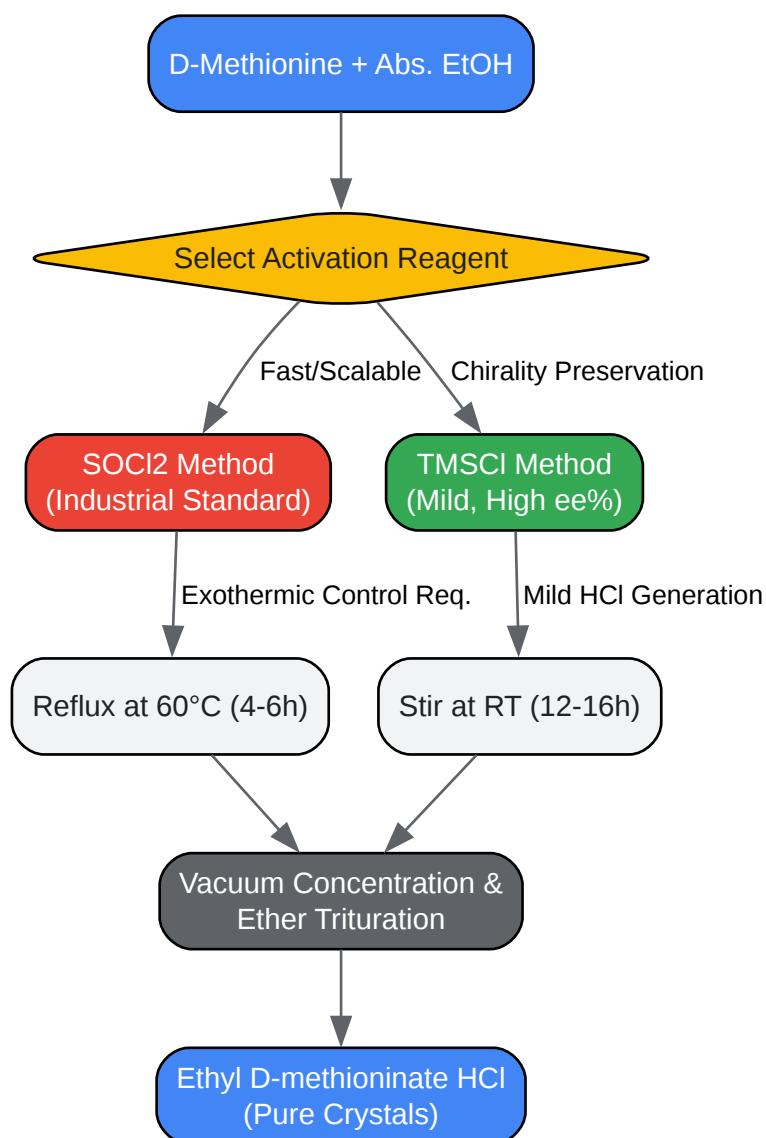 D-Methionine + Abs. EtOH
Select Activation Reagent
Fast/Scalable
Chirality Preservation
SOCl2 Method
(Industrial Standard)
TMSCl Method
(Mild, High ee%)
Exothermic Control Req.
Mild HCl Generation
Reflux at 60°C (4-6h)
Stir at RT (12-16h)
Vacuum Concentration &
Ether Trituration
Ethyl D-methioninate HCl
(Pure Crystals)